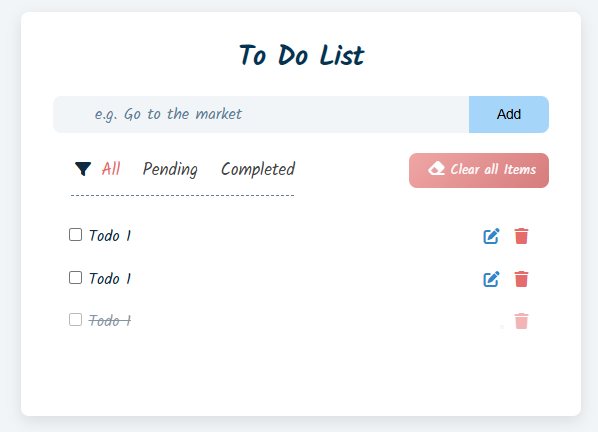 To Do List
e.g. Go to the market
Add
All Pending Completed
Clear all Items
Todo 1
Todo 1
Todo 1